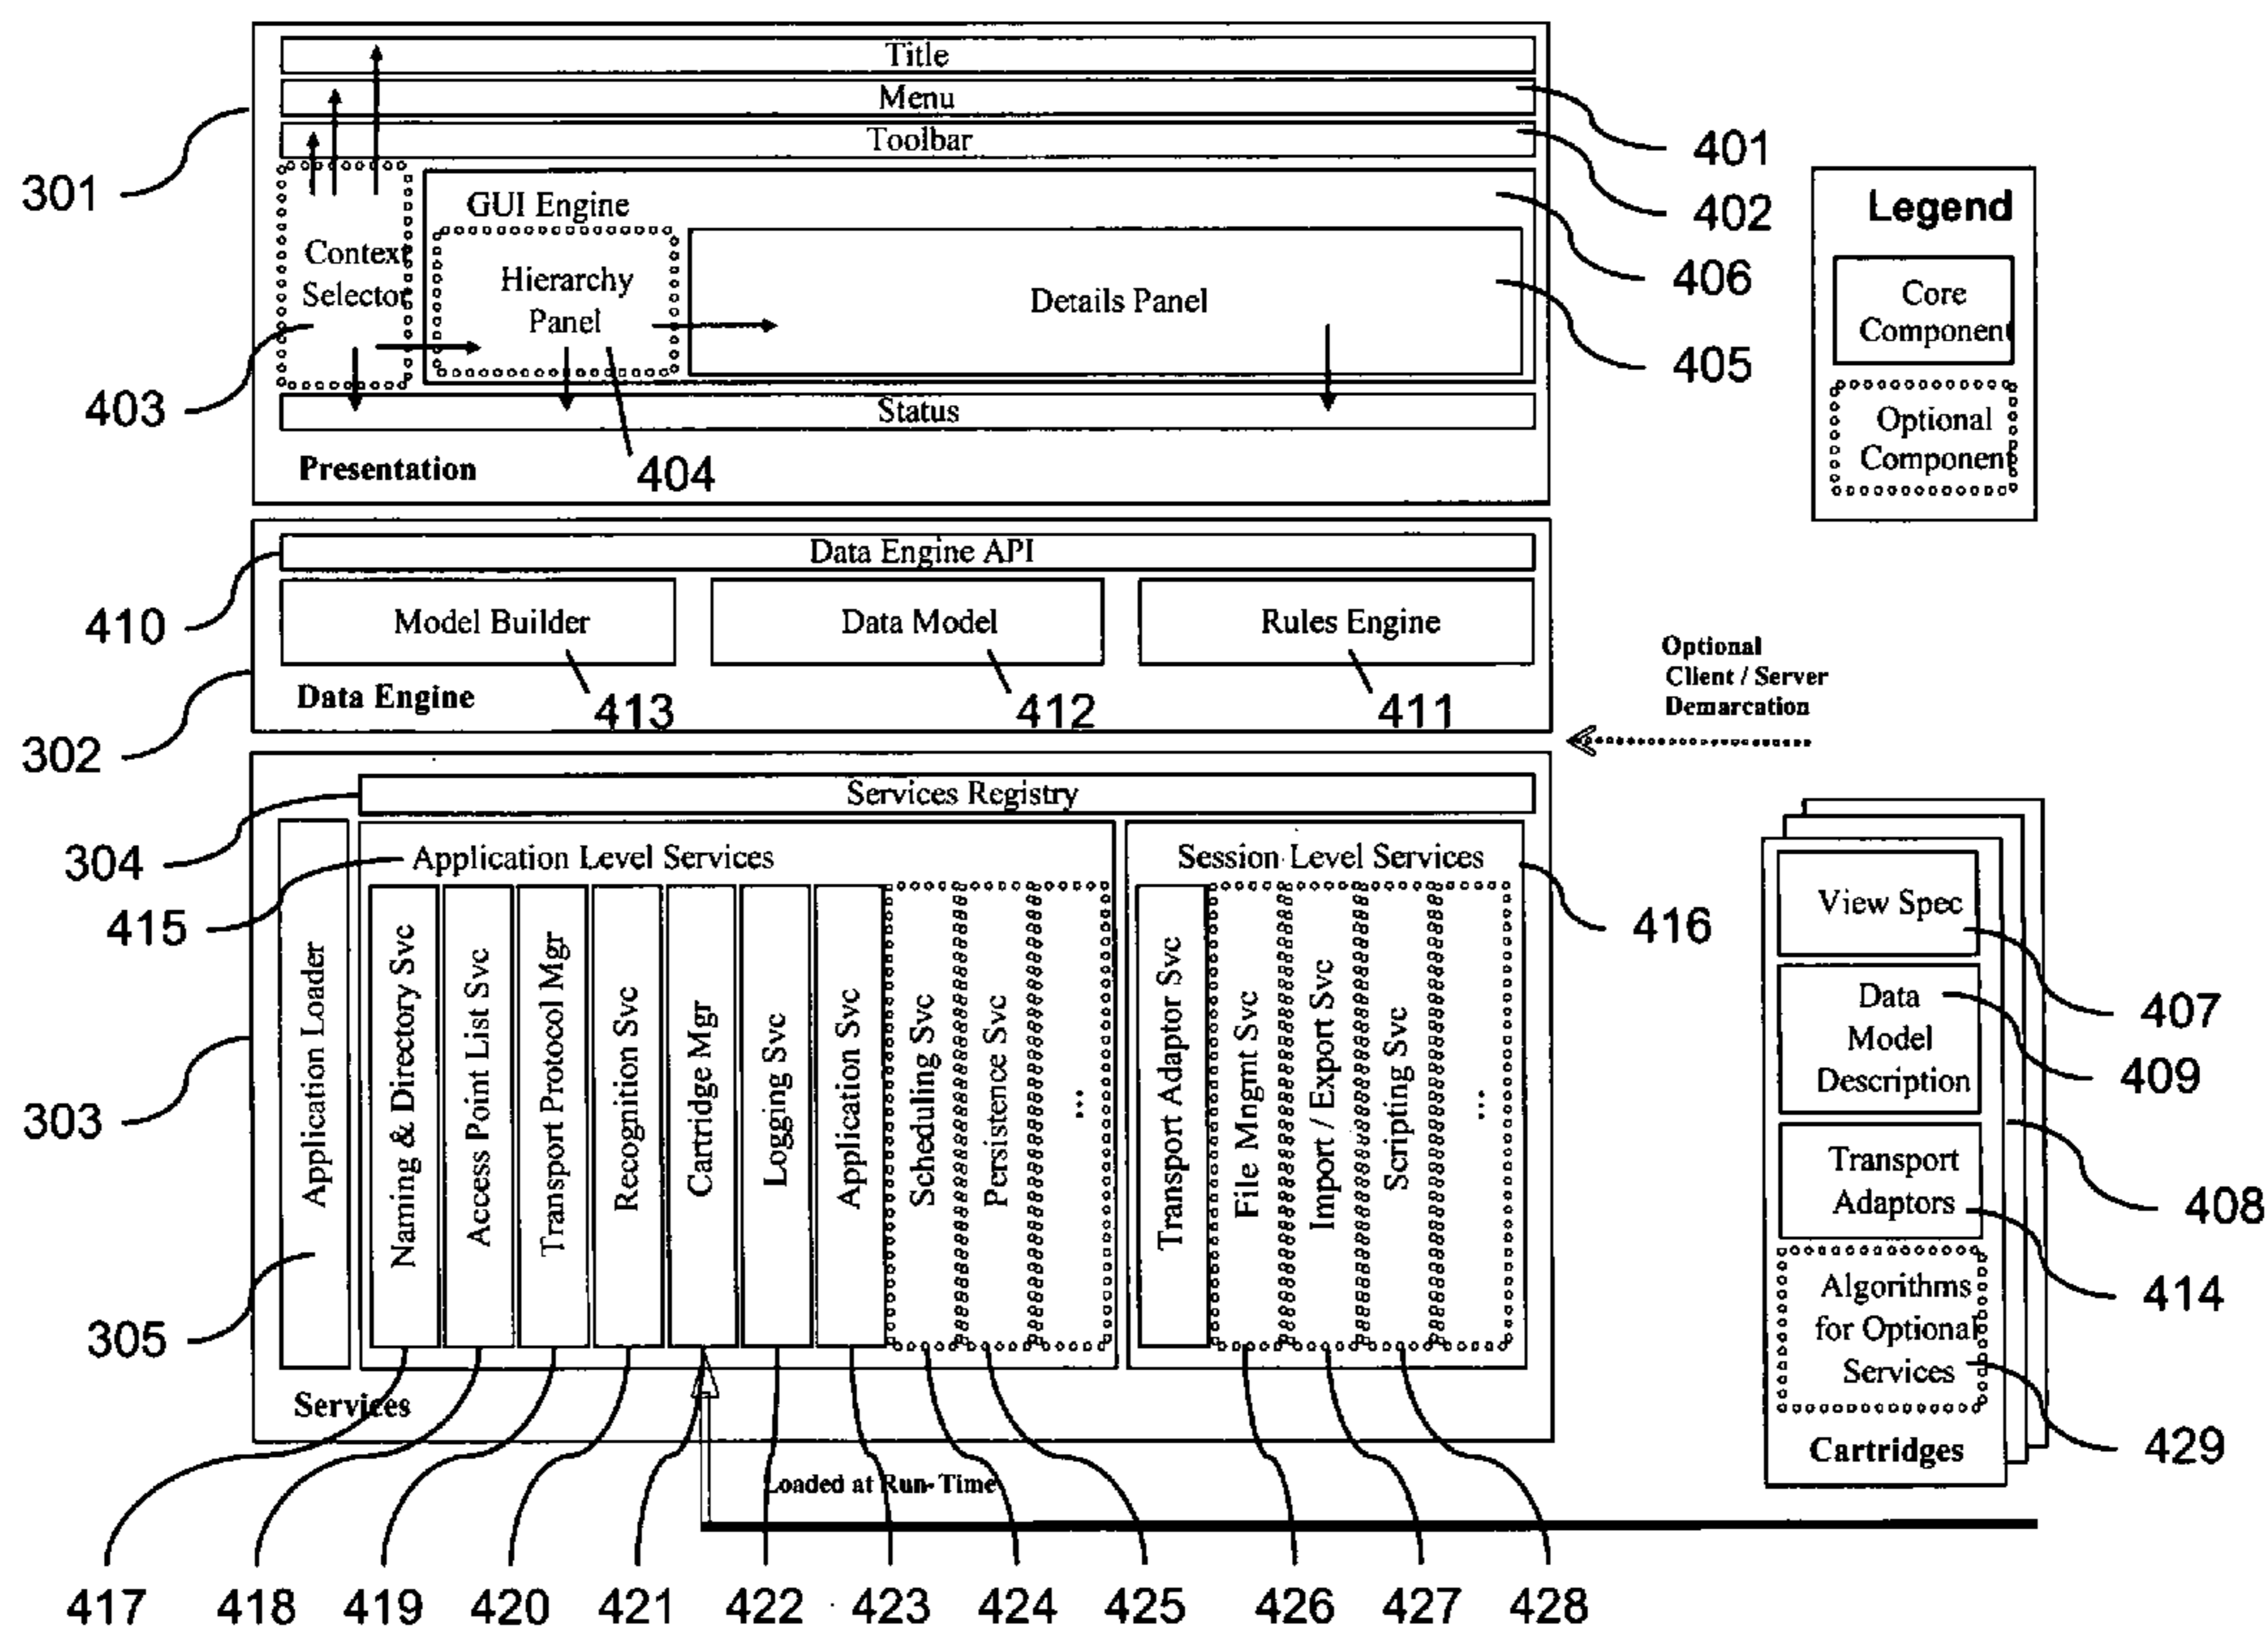 Title
Menu
Toolbar
301
401
402
GUI Engine
Context
Selector
Hierarchy
Panel
Details Panel
406
405
403
Status
Presentation
404
Legend
Core
Component
Optional
Component
Data Engine API
410
Model Builder
Data Model
Rules Engine
Data Engine
413
412
411
302
Optional
Client / Server
Demarcation
Services Registry
304
Application Level Services
Session Level Services
415
416
Application Loader
Naming & Directory Svc
Access Point List Svc
Transport Protocol Mgr
Recognition Svc
Cartridge Mgr
Logging Svc
Application Svc
Scheduling Svc
Persistence Svc
...
Transport Adaptor Svc
File Mngmt Svc
Import / Export Svc
Scripting Svc
...
303
305
Services
Loaded at Run-Time
417
418
419
420
421
422
423
424
425
426
427
428
View Spec
407
Data
Model
Description
409
408
Transport
Adaptors
414
Algorithms
for Optional
Services
429
Cartridges